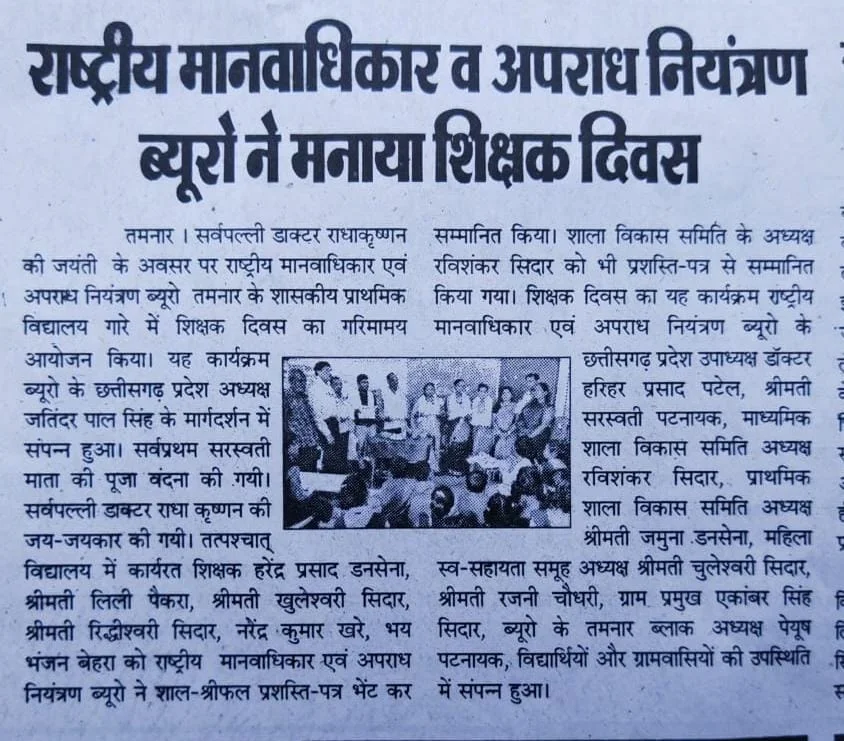 राष्ट्रीय मानवाधिकार व अपराध नियंत्रण
ब्यूरो ने मनाया शिक्षक दिवस
तमनार । सर्वपल्ली डाक्टर राधाकृष्णन
की जयंती के अवसर पर राष्ट्रीय मानवाधिकार एवं
अपराध नियंत्रण ब्यूरो तमनार के शासकीय प्राथमिक
विद्यालय गारे में शिक्षक दिवस का गरिमामय
आयोजन किया। यह कार्यक्रम
ब्यूरो के छत्तीसगढ़ प्रदेश अध्यक्ष
जतिंदर पाल सिंह के मार्गदर्शन में
संपन्न हुआ। सर्वप्रथम सरस्वती
माता की पूजा वंदना की गयी।
सर्वपल्ली डाक्टर राधा कृष्णन की
जय-जयकार की गयी। तत्पश्चात्
विद्यालय में कार्यरत शिक्षक हरेंद्र प्रसाद डनसेना,
श्रीमती लिली पैकरा, श्रीमती खुलेश्वरी सिदार,
श्रीमती रिद्धीश्वरी सिदार, नरेंद्र कुमार खरे, भय
भंजन बेहरा को राष्ट्रीय मानवाधिकार एवं अपराध
नियंत्रण ब्यूरो ने शाल-श्रीफल प्रशस्ति-पत्र भेंट कर
सम्मानित किया। शाला विकास समिति के अध्यक्ष
रविशंकर सिदार को भी प्रशस्ति-पत्र से सम्मानित
किया गया। शिक्षक दिवस का यह कार्यक्रम राष्ट्रीय
मानवाधिकार एवं अपराध नियंत्रण ब्यूरो के
छत्तीसगढ़ प्रदेश उपाध्यक्ष डॉक्टर
हरिहर प्रसाद पटेल, श्रीमती
सरस्वती पटनायक, माध्यमिक
शाला विकास समिति अध्यक्ष
रविशंकर सिदार, प्राथमिक
शाला विकास समिति अध्यक्ष
श्रीमती जमुना डनसेना, महिला
स्व-सहायता समूह अध्यक्ष श्रीमती चुलेश्वरी सिदार,
श्रीमती रजनी चौधरी, ग्राम प्रमुख एकांबर सिंह
सिदार, ब्यूरो के तमनार ब्लाक अध्यक्ष पेयूष
पटनायक, विद्यार्थियों और ग्रामवासियों की उपस्थिति
में संपन्न हुआ।